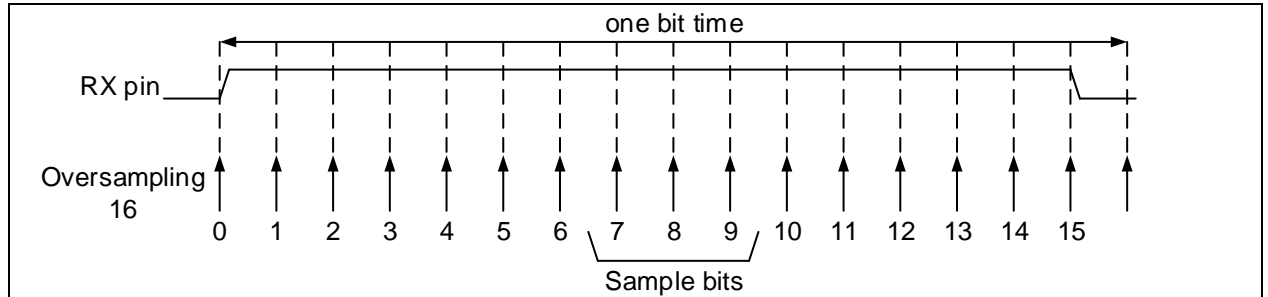 one bit time
RX pin
Oversampling
16
0 1 2 3 4 5 6 7 8 9 10 11 12 13 14 15
Sample bits